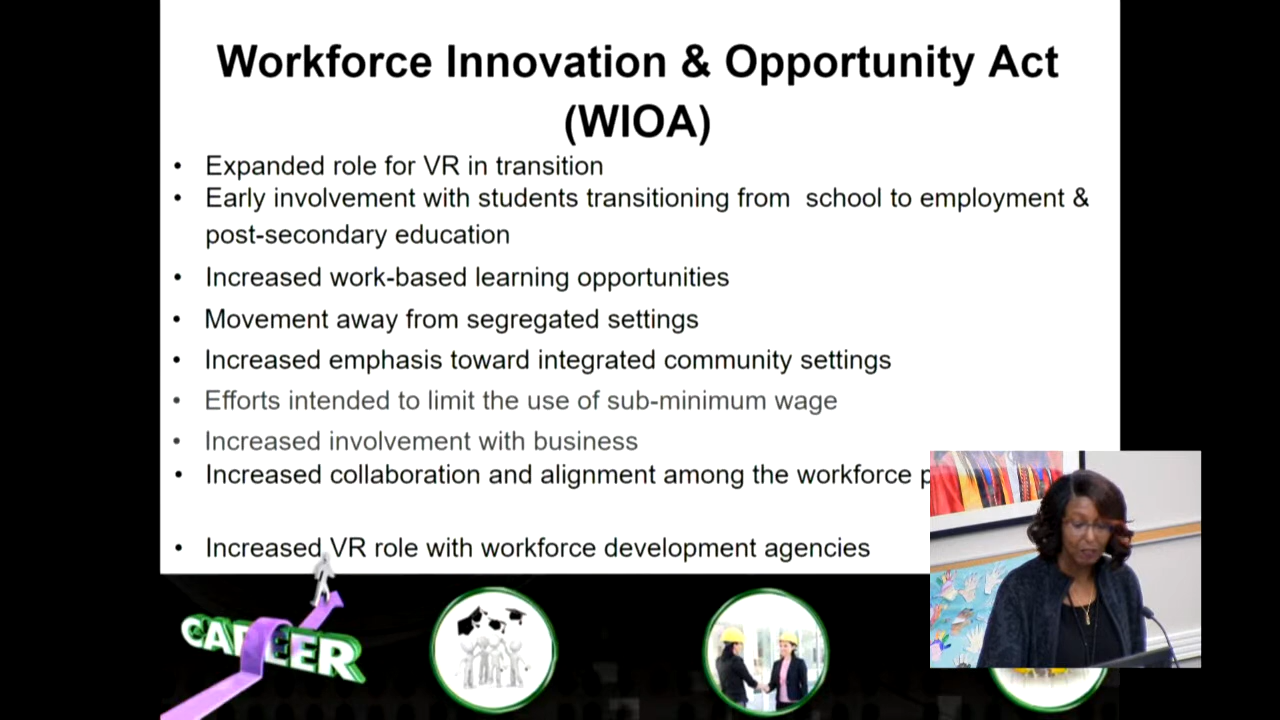 Workforce Innovation & Opportunity Act
(WIOA)
• Expanded role for VR in transition
• Early involvement with students transitioning from  school to employment &
post-secondary education
• Increased work-based learning opportunities
• Movement away from segregated settings
• Increased emphasis toward integrated community settings
• Efforts intended to limit the use of sub-minimum wage
• Increased involvement with business
• Increased collaboration and alignment among the workforce
• Increased VR role with workforce development agencies
CAREER